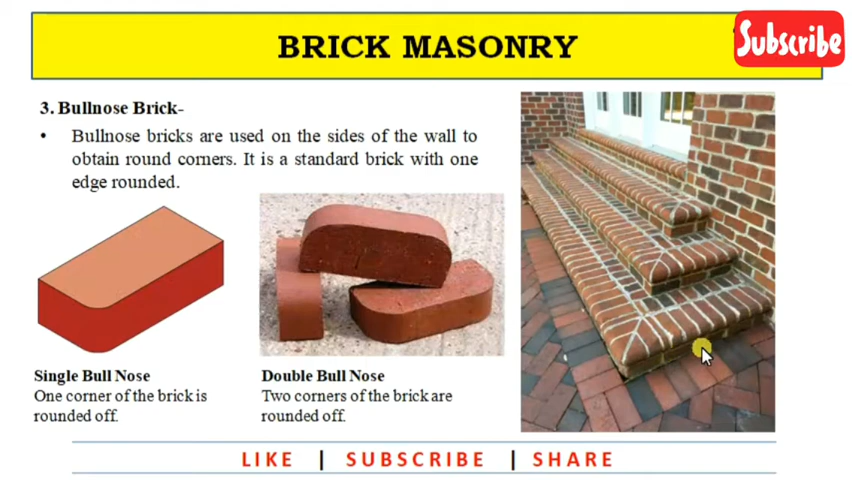 BRICK MASONRY
Subscribe
3. Bullnose Brick-
• Bullnose bricks are used on the sides of the wall to
obtain round corners. It is a standard brick with one
edge rounded.
Single Bull Nose
One corner of the brick is
rounded off.
Double Bull Nose
Two corners of the brick are
rounded off.
LIKE | SUBSCRIBE | SHARE